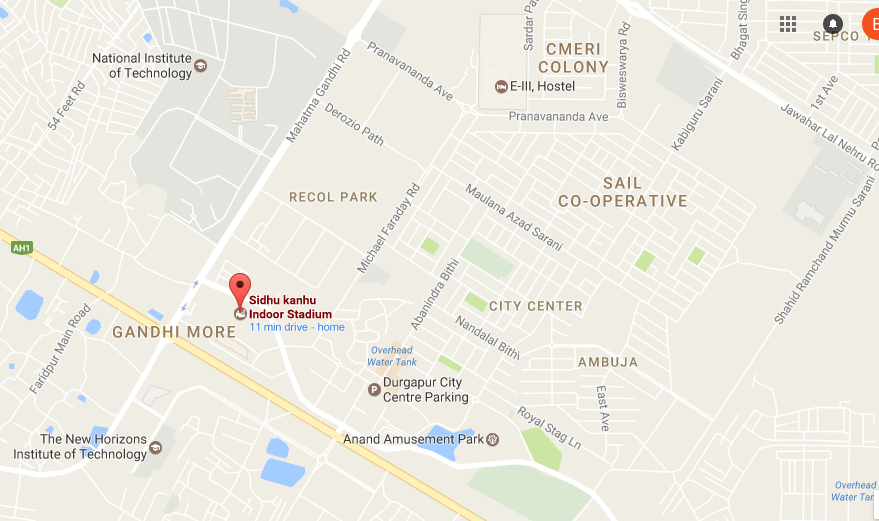 National Institute
of Technology
54 Feet Rd
Mahatma Gandhi Rd
Pranavananda Ave
Derozio Path
Sardar Pa
CMERI
COLONY
E-III, Hostel
Bisweswarya Rd
Pranavananda Ave
Bhagat Sing
SEPCO T
B
1st Ave
Kabiguru Sarani
Jawahar Lal Nehru Ro
RECOL PARK
SAIL
CO-OPERATIVE
Michael Faraday Rd
Maulana Azad Sarani
Shahid Ramchand Murmu Sarani
AH1
Sidhu kanhu
Indoor Stadium
11 min drive - home
GANDHI MORE
Faridpur Main Road
Abanindra Bithi
CITY CENTER
Nandalal Bithi
AMBUJA
Overhead
Water Tank
P
Durgapur City
Centre Parking
East Ave
Royal Stag Ln
Anand Amusement Park
The New Horizons
Institute of Technology
Overhead
Water Tar